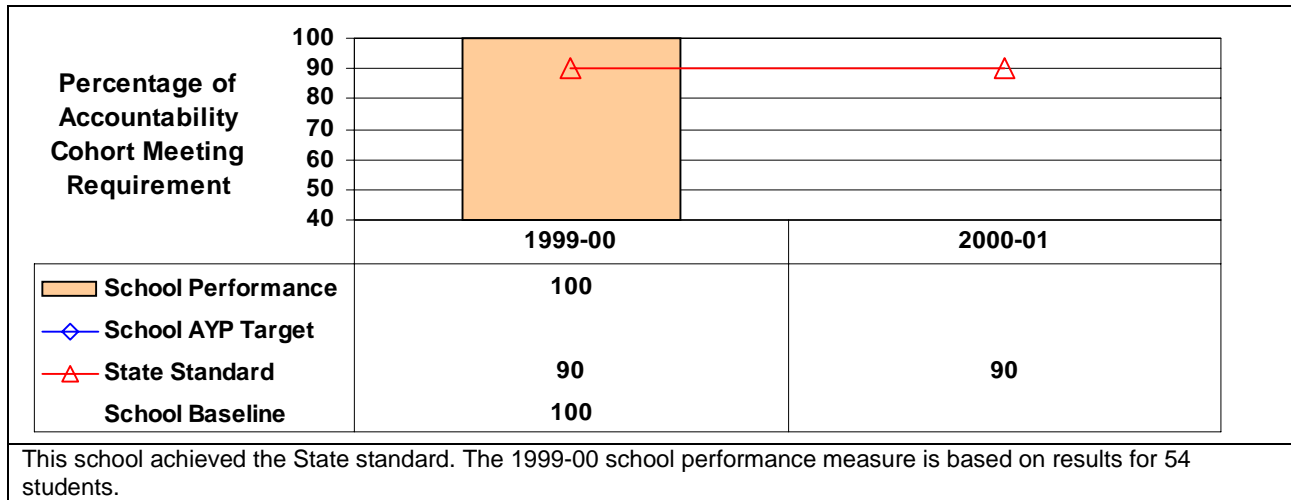 Percentage of
Accountability
Cohort Meeting
Requirement
100
90
80
70
60
50
40
1999-00 2000-01
School Performance 100
School AYP Target
State Standard 90 90
School Baseline 100
This school achieved the State standard. The 1999-00 school performance measure is based on results for 54
students.